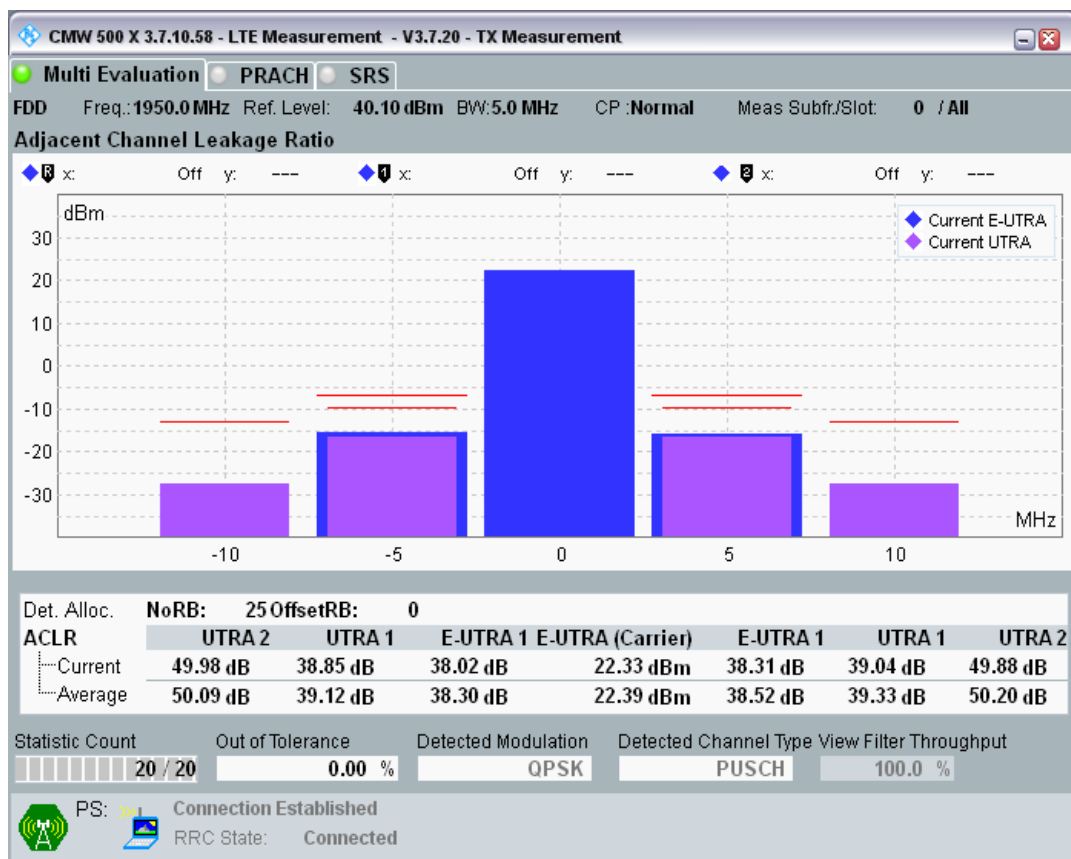 CMW 500 X 3.7.10.58 - LTE Measurement - V3.7.20 - TX Measurement
Multi Evaluation PRACH SRS
FDD Freq.: 1950.0 MHz Ref. Level: 40.10 dBm BW: 5.0 MHz CP : Normal Meas Subfr./Slot: 0 / All
Adjacent Channel Leakage Ratio
R x: Off y: --- 1 x: Off y: --- 2 x: Off y: ---
dBm
Current E-UTRA
Current UTRA
30
20
10
0
-10
-20
-30
MHz
-10 -5 0 5 10
Det. Alloc. NoRB: 25 OffsetRB: 0
ACLR UTRA 2 UTRA 1 E-UTRA 1 E-UTRA (Carrier) E-UTRA 1 UTRA 1 UTRA 2
Current 49.98 dB 38.85 dB 38.02 dB 22.33 dBm 38.31 dB 39.04 dB 49.88 dB
Average 50.09 dB 39.12 dB 38.30 dB 22.39 dBm 38.52 dB 39.33 dB 50.20 dB
Statistic Count Out of Tolerance Detected Modulation Detected Channel Type View Filter Throughput
20 / 20 0.00 % QPSK PUSCH 100.0 %
PS: Connection Established
RRC State: Connected